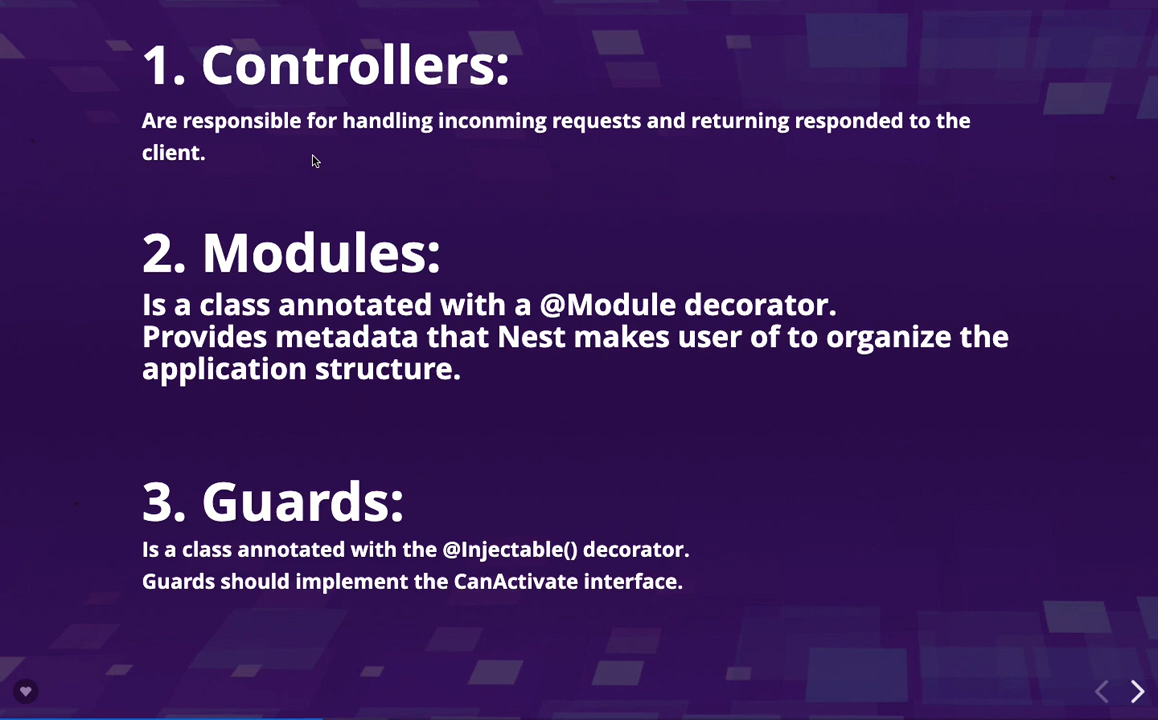 1. Controllers:
Are responsible for handling inconming requests and returning responded to the
client.
2. Modules:
Is a class annotated with a @Module decorator.
Provides metadata that Nest makes user of to organize the
application structure.
3. Guards:
Is a class annotated with the @Injectable() decorator.
Guards should implement the CanActivate interface.